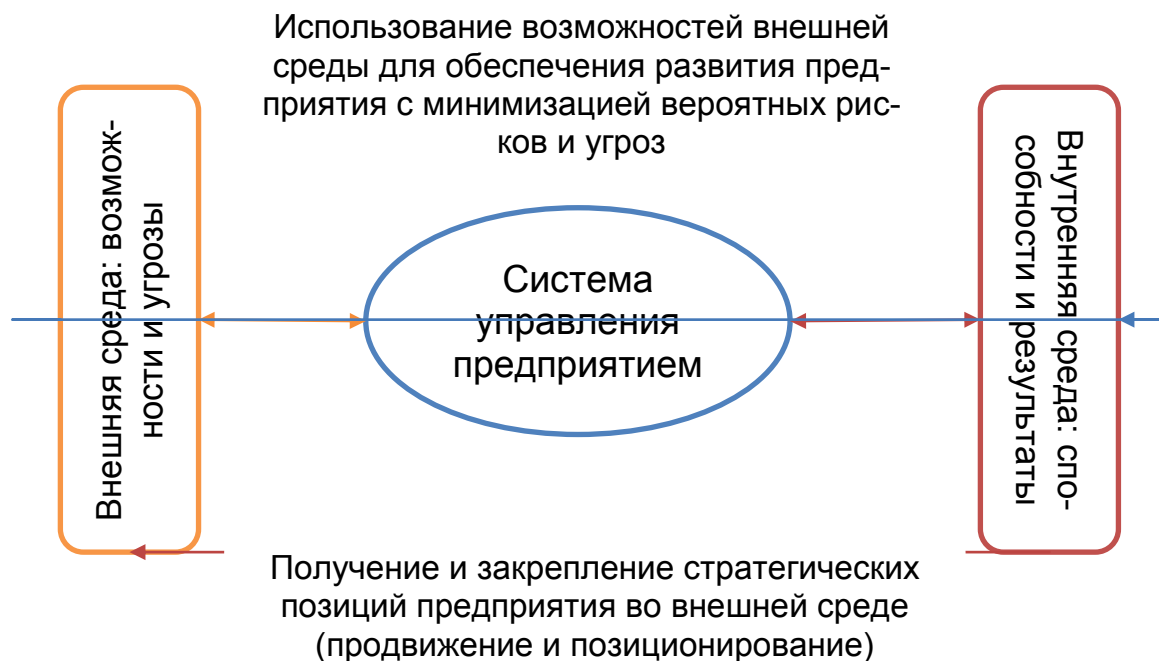 Использование возможностей внешней
среды для обеспечения развития пред-
приятия с минимизацией вероятных рис-
ков и угроз
Внешняя среда: возмож-
ности и угрозы
Система
управления
предприятием
Внутренняя среда: спо-
собности и результаты
Получение и закрепление стратегических
позиций предприятия во внешней среде
(продвижение и позиционирование)